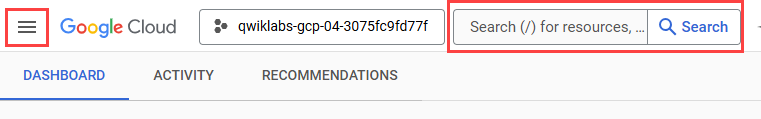 Google Cloud
qwiklabs-gcp-04-3075fc9fd77f
Search (/) for resources, ...
Search
DASHBOARD
ACTIVITY
RECOMMENDATIONS